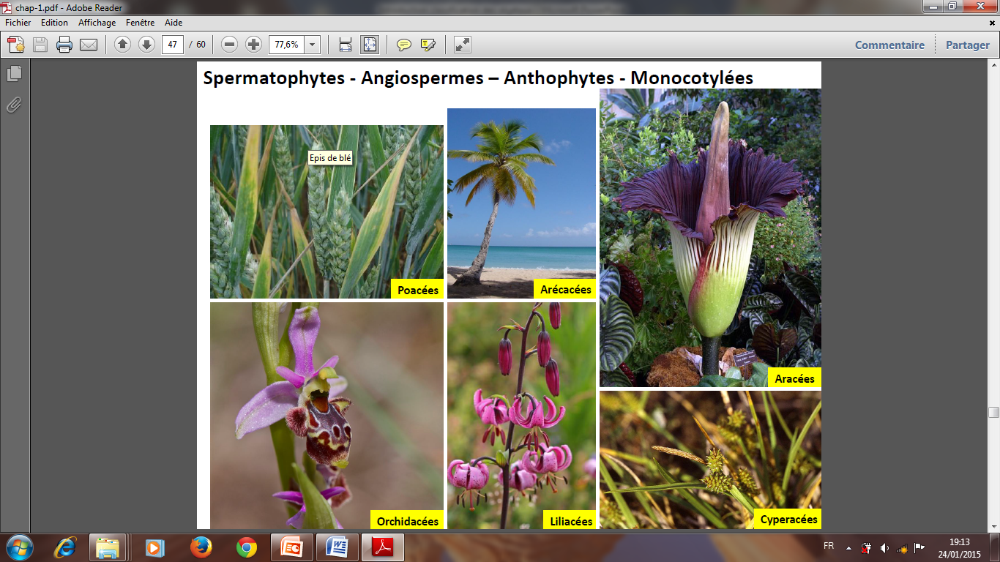 chap-1.pdf - Adobe Reader
Fichier Edition Affichage Fenêtre Aide
47 / 60 77,6% Commentaire Partager
Spermatophytes - Angiospermes – Anthophytes - Monocotylées
Epis de blé
Poacées
Arécacées
Aracées
Orchidacées
Liliacées
Cyperacées
FR
19:13
24/01/2015